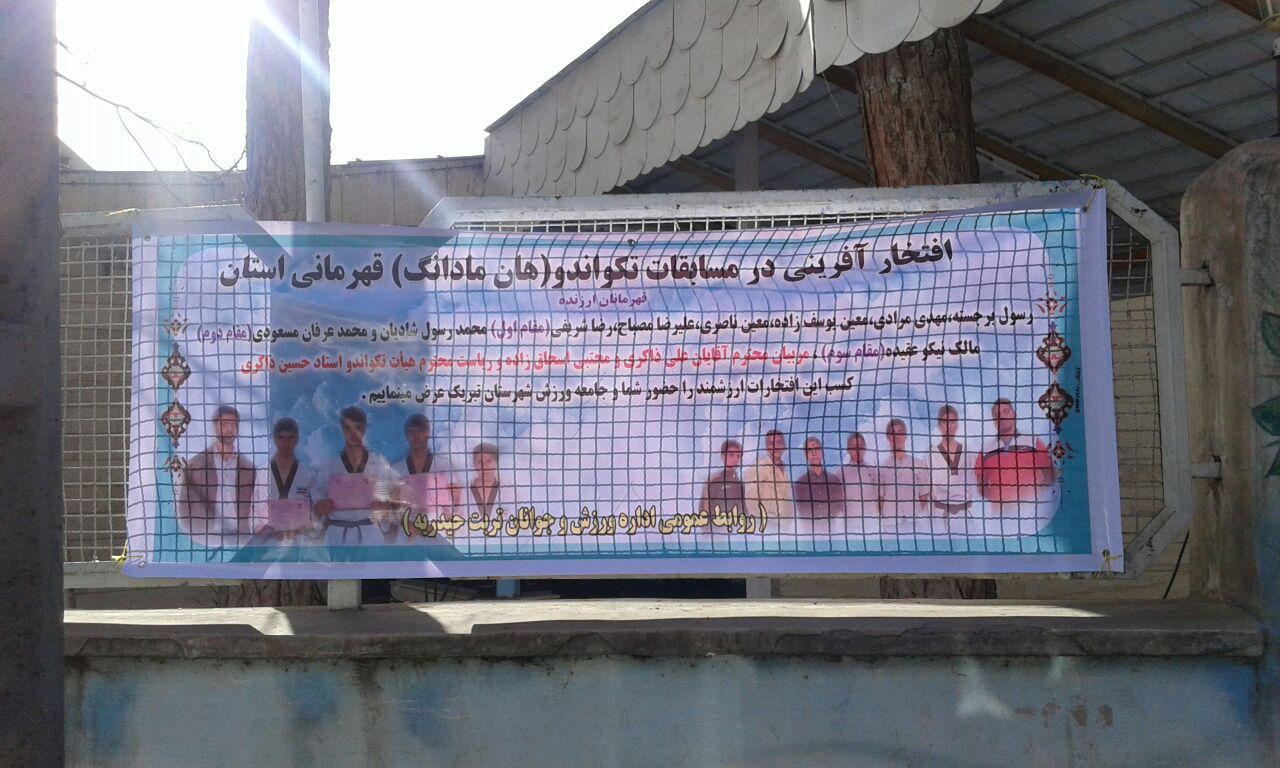 افتخار آفرینی در مسابقات تکواندو(هان مادانگ) قهرمانی استان
قهرمانان ارزنده
رسول برجسته،مهدی مرادی،معین یوسف زاده،معین ناصری،علیرضا مصباح،رضا شریفی(مقام اول) محمد رسول شادیان و محمد عرفان مسعودی(مقام دوم)
مالک نیکو عقیده(مقام سوم) ، مربیان محترم آقایان علی ذاکری و مجتبی اسحاق زاده و ریاست محترم هیأت تکواندو استاد حسین ذاکری
کسب این افتخارات ارزشمند را حضور شما و جامعه ورزش شهرستان تبریک عرض مینماییم .
( روابط عمومی اداره ورزش و جوانان تربت حیدریه )